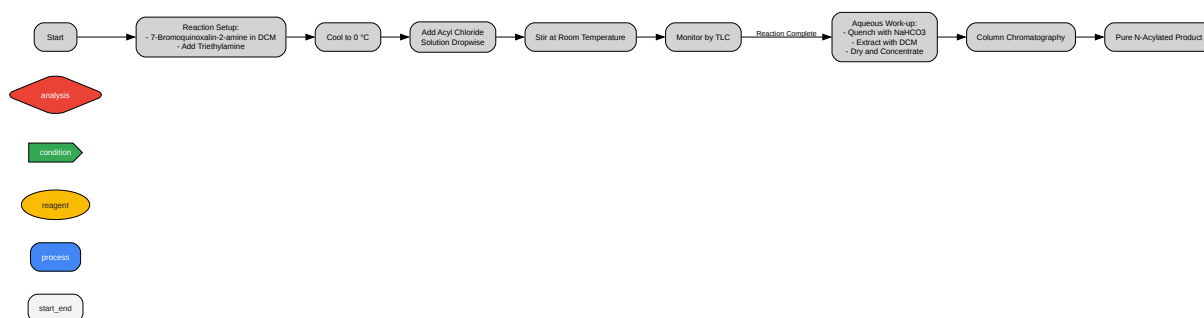 Start
Reaction Setup:
- 7-Bromoquinoxalin-2-amine in DCM
- Add Triethylamine
Cool to 0 °C
Add Acyl Chloride
Solution Dropwise
Stir at Room Temperature
Monitor by TLC
Reaction Complete
Aqueous Work-up:
- Quench with NaHCO3
- Extract with DCM
- Dry and Concentrate
Column Chromatography
Pure N-Acylated Product
analysis
condition
reagent
process
start_end